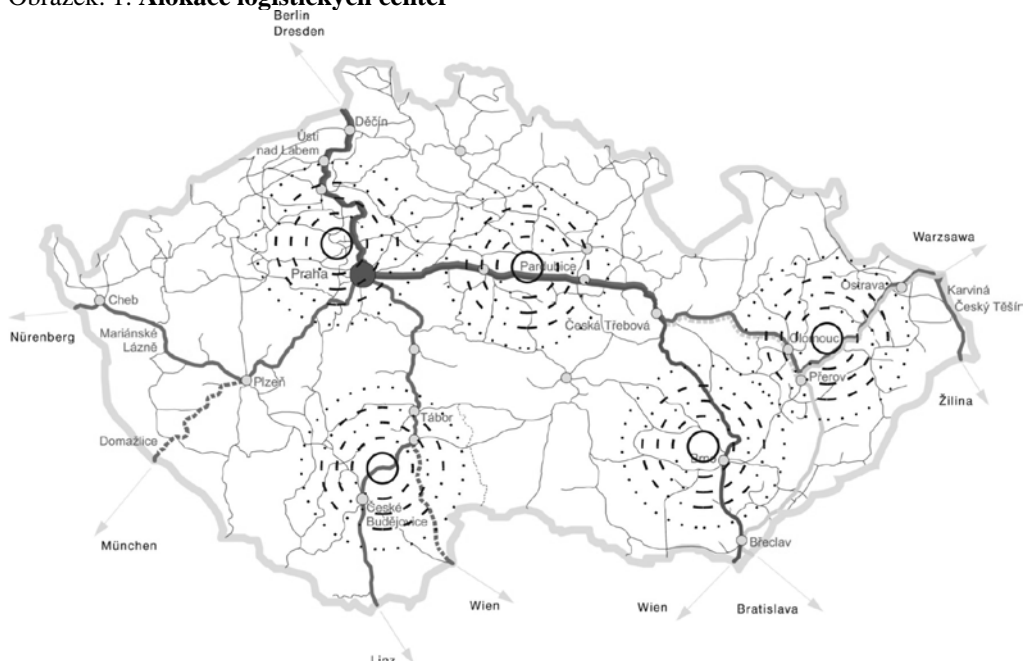 Obrázek: 1. Alokace logistických center
Berlin
Dresden
Děčín
Ústí
nad Labem
Warzsawa
Praha
Pardubice
Ostrava
Karviná
Český Těšín
Cheb
Nürenberg
Mariánské
Lázně
Česká Třebová
Olomouc
Plzeň
Přerov
Žilina
Tábor
Domažlice
Brno
České
Budějovice
München
Břeclav
Wien
Wien
Bratislava
Linz